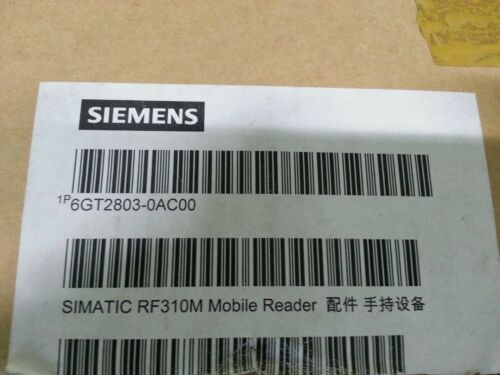 SIEMENS
1P6GT2803-0AC00
SIMATIC RF310M Mobile Reader 配件 手持设备